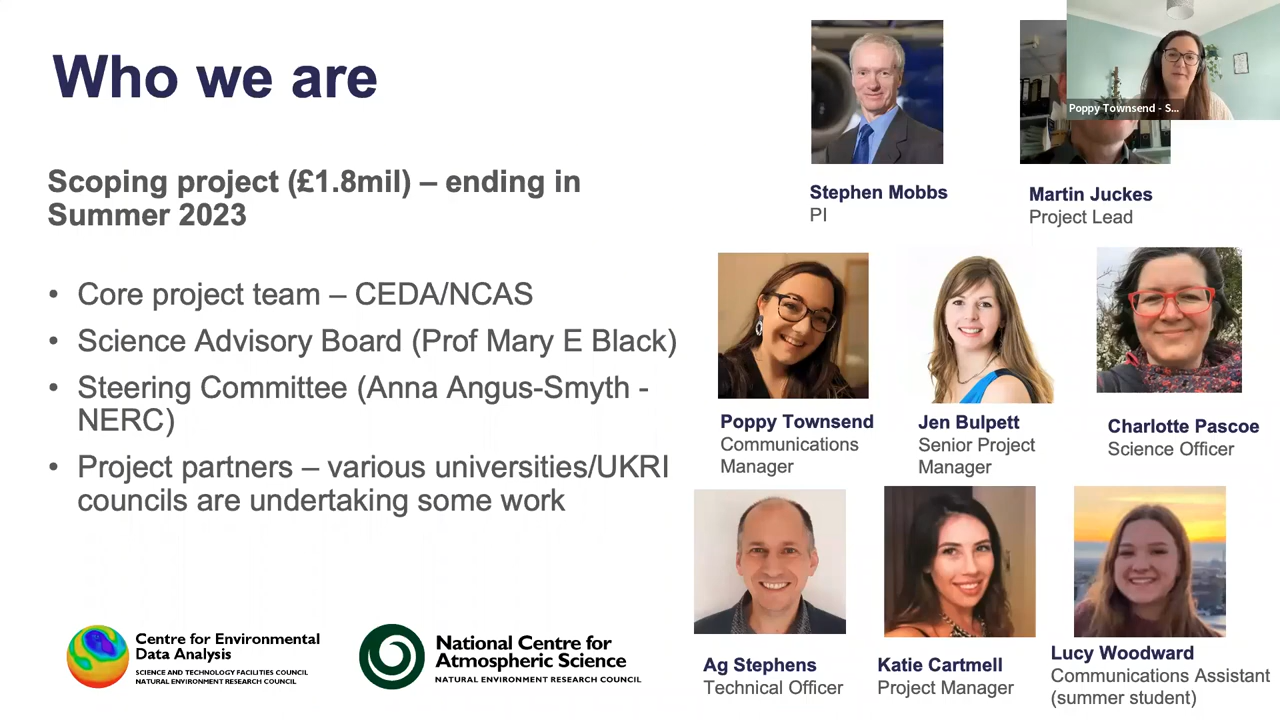 Who we are
Scoping project (£1.8mil) – ending in
Summer 2023
• Core project team – CEDA/NCAS
• Science Advisory Board (Prof Mary E Black)
• Steering Committee (Anna Angus-Smyth -
NERC)
• Project partners – various universities/UKRI
councils are undertaking some work
Centre for Environmental
Data Analysis
SCIENCE AND TECHNOLOGY FACILITIES COUNCIL
NATURAL ENVIRONMENT RESEARCH COUNCIL
National Centre for
Atmospheric Science
NATURAL ENVIRONMENT RESEARCH COUNCIL
Poppy Townsend - S...
Stephen Mobbs
PI
Martin Juckes
Project Lead
Poppy Townsend
Communications
Manager
Jen Bulpett
Senior Project
Manager
Charlotte Pascoe
Science Officer
Ag Stephens
Technical Officer
Katie Cartmell
Project Manager
Lucy Woodward
Communications Assistant
(summer student)